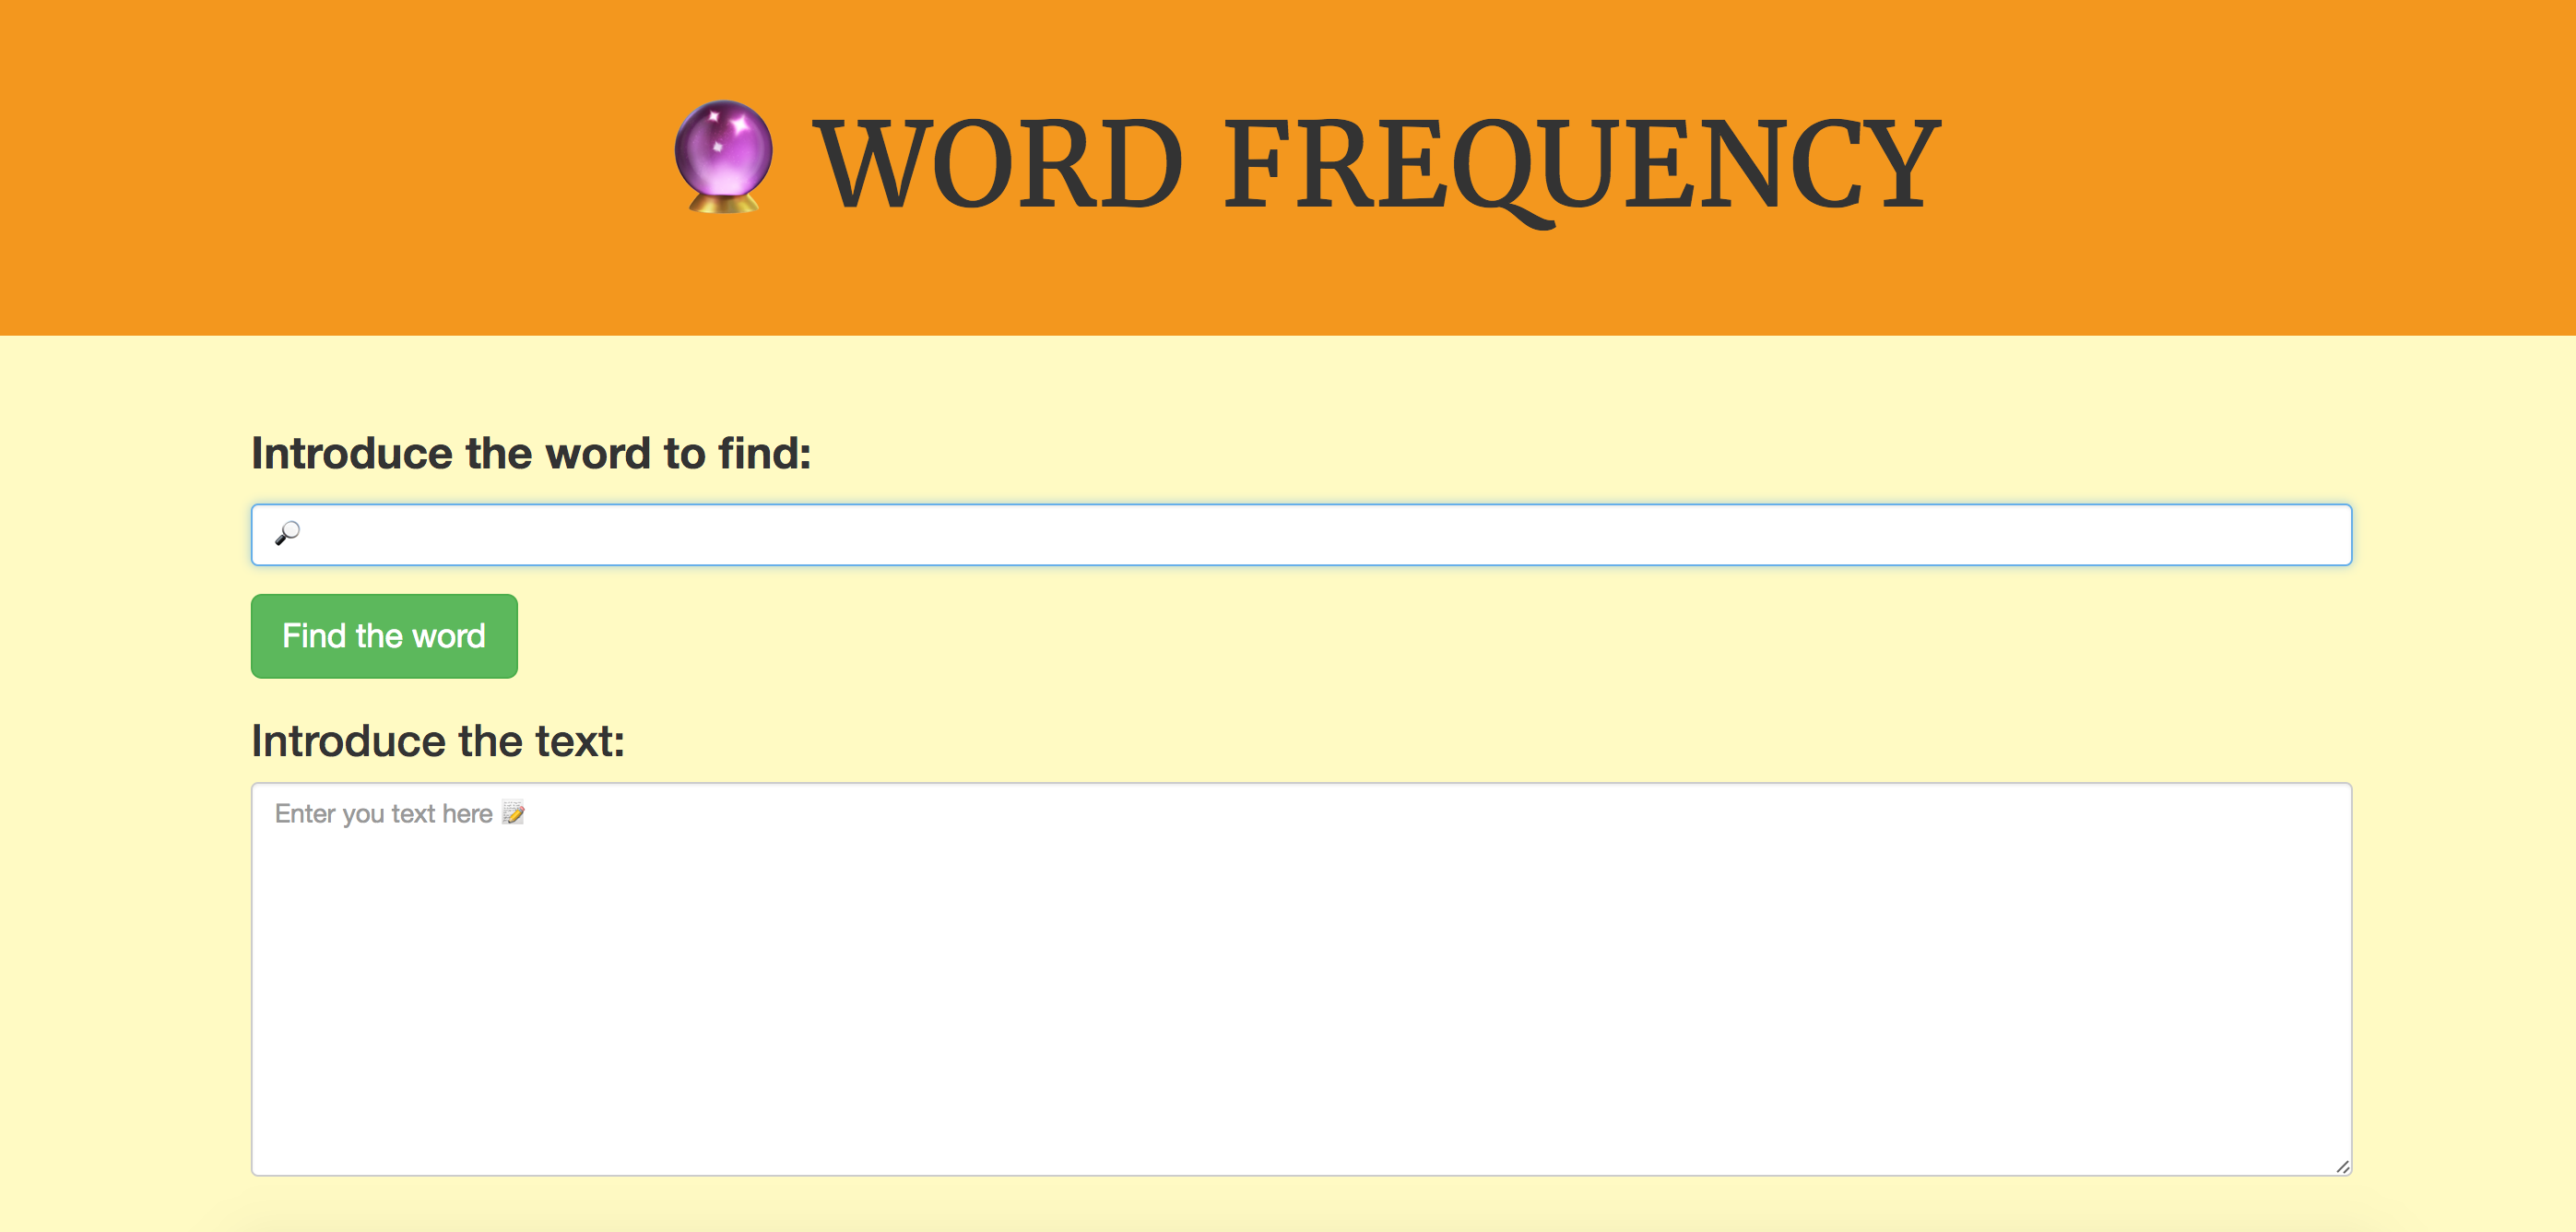 🔮 WORD FREQUENCY
Introduce the word to find:
🔎
Find the word
Introduce the text:
Enter you text here 📝